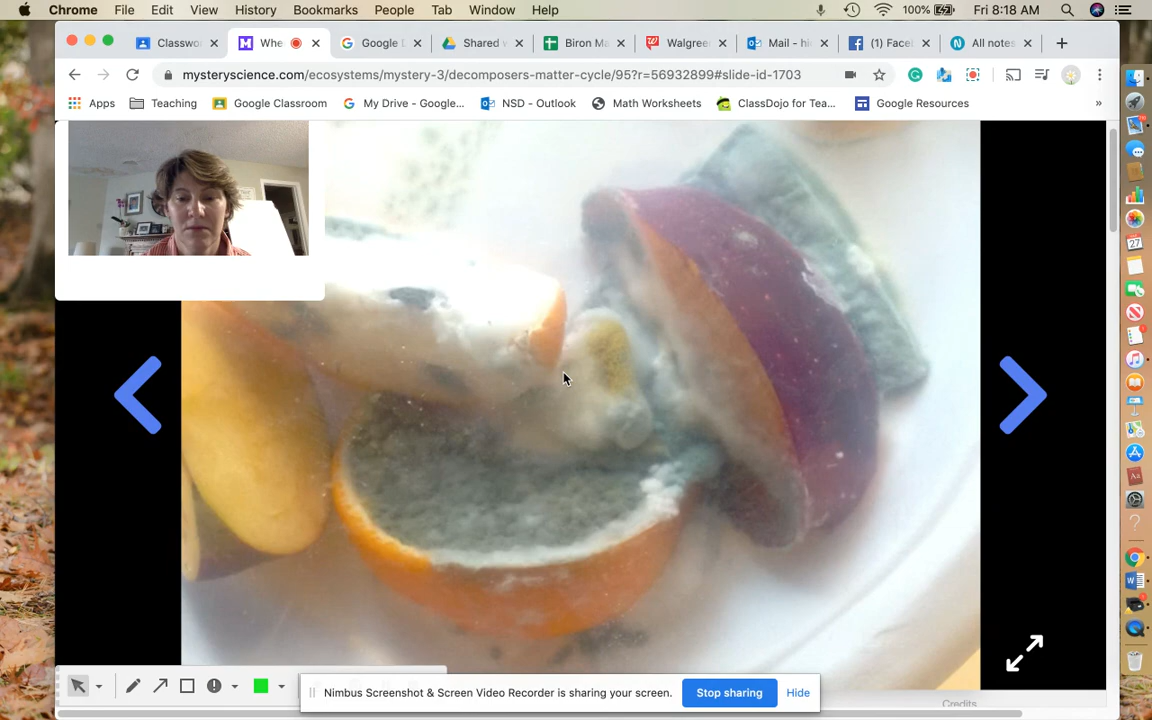 Chrome File Edit View History Bookmarks People Tab Window Help 100% Fri 8:18 AM
Classwo Whe Google D Shared w Biron Ma Walgree Mail - hi (1) Face All notes
mysteryscience.com/ecosystems/mystery-3/decomposers-matter-cycle/95?r=56932899#slide-id-1703
Apps Teaching Google Classroom My Drive - Google... NSD - Outlook Math Worksheets ClassDojo for Tea... Google Resources »
27
Nimbus Screenshot & Screen Video Recorder is sharing your screen. Stop sharing Hide
Credits